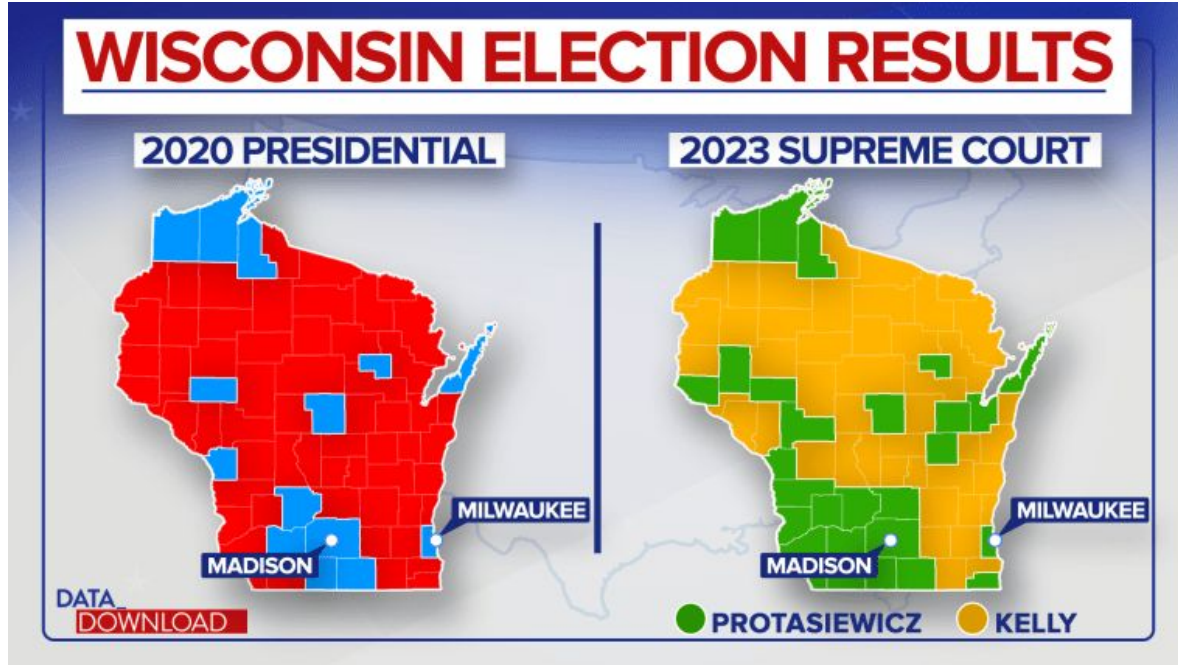 WISCONSIN ELECTION RESULTS
2020 PRESIDENTIAL
2023 SUPREME COURT
MILWAUKEE
MADISON
MILWAUKEE
MADISON
DATA_
DOWNLOAD
PROTASIEWICZ
KELLY